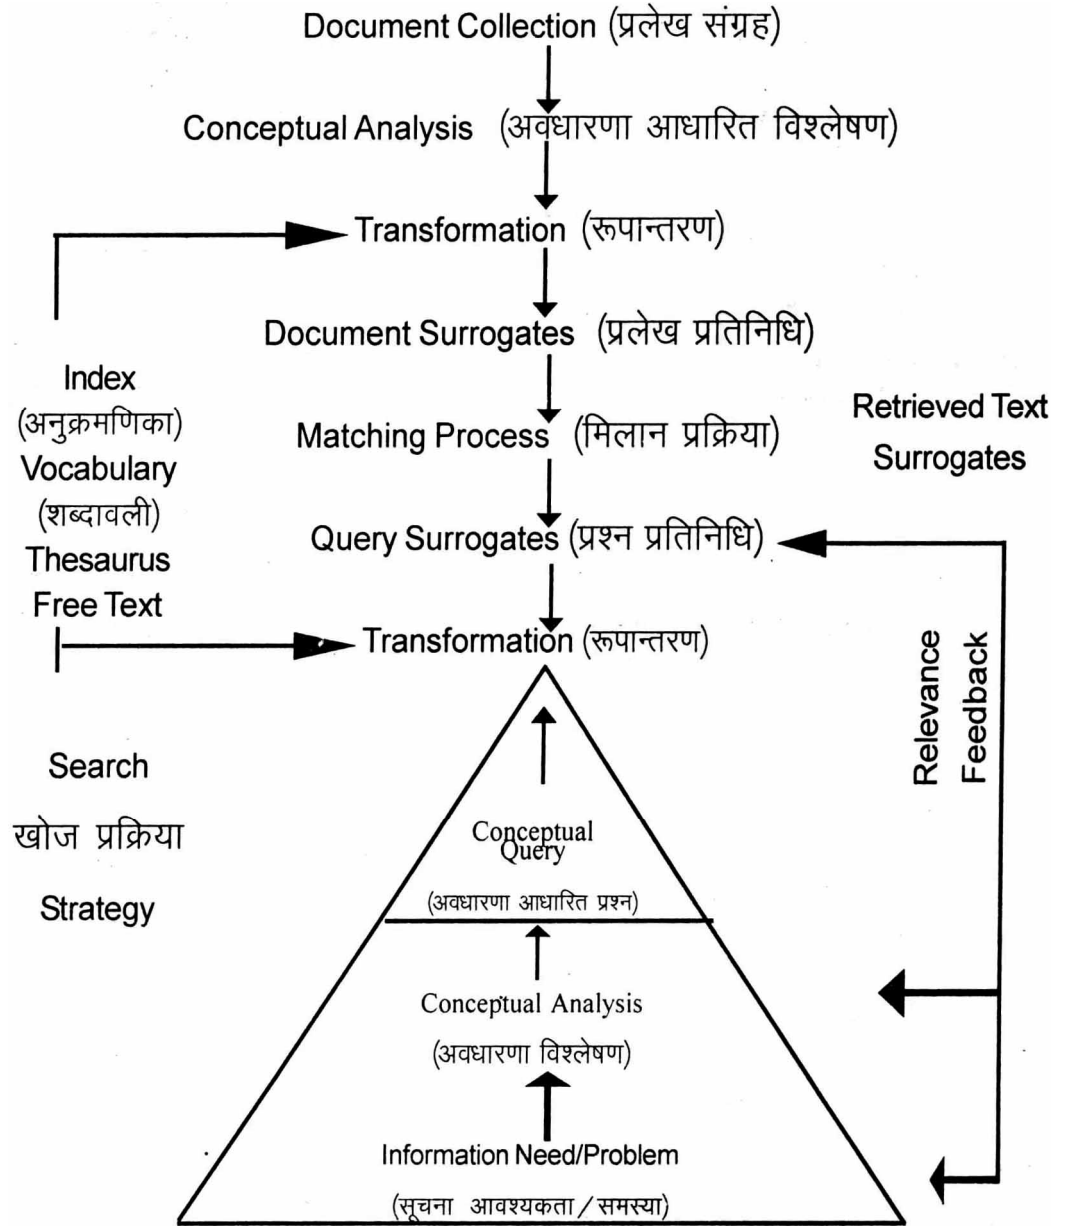 Document Collection (प्रलेख संग्रह)
Conceptual Analysis (अवधारणा आधारित विश्लेषण)
Transformation (रूपान्तरण)
Document Surrogates (प्रलेख प्रतिनिधि)
Index
(अनुक्रमणिका)
Vocabulary
(शब्दावली)
Thesaurus
Free Text
Matching Process (मिलान प्रक्रिया)
Retrieved Text
Surrogates
Query Surrogates (प्रश्न प्रतिनिधि)
Transformation (रूपान्तरण)
Relevance
Feedback
Search
खोज प्रक्रिया
Strategy
Conceptual
Query
(अवधारणा आधारित प्रश्न)
Conceptual Analysis
(अवधारणा विश्लेषण)
Information Need/Problem
(सूचना आवश्यकता/समस्या)